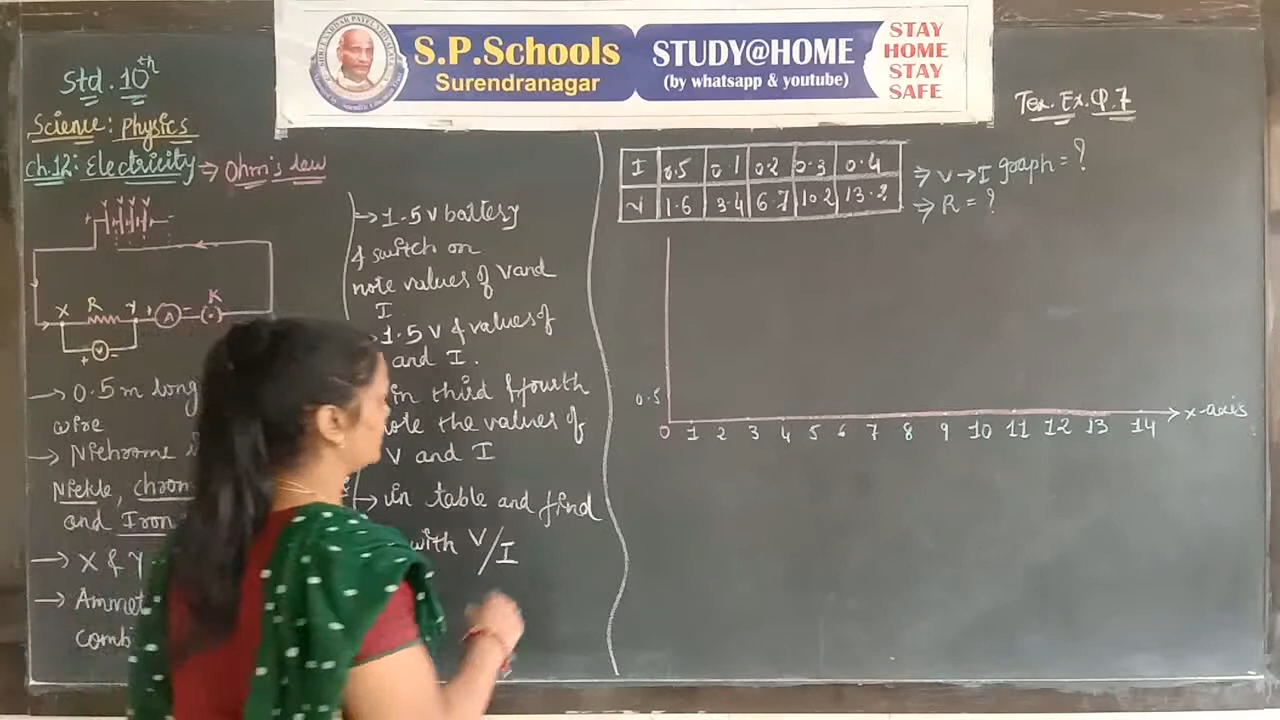 S.P.Schools
Surendranagar
STUDY@HOME
(by whatsapp & youtube)
STAY
HOME
STAY
SAFE
Std. 10th
Science: Physics
Ch.12: Electricity → Ohm's law
+
X R Y + A - K
+ V -
→ 0.5 m long
wire
→ Nichrome
Nickle, chrom
and Iron
→ X & Y
→ Ammet
comb
→ 1.5 V battery
& switch on
note values of V and
I
1.5 V & values of
and I.
in third & fourth
note the values of
V and I
→ in table and find
with V/I
Tex. Ex. Q.7
I 0.5 0.1 0.2 0.3 0.4
V 1.6 3.4 6.7 10.2 13.2
⇒ V → I graph = ?
⇒ R = ?
0.5
0 1 2 3 4 5 6 7 8 9 10 11 12 13 14 x-axis